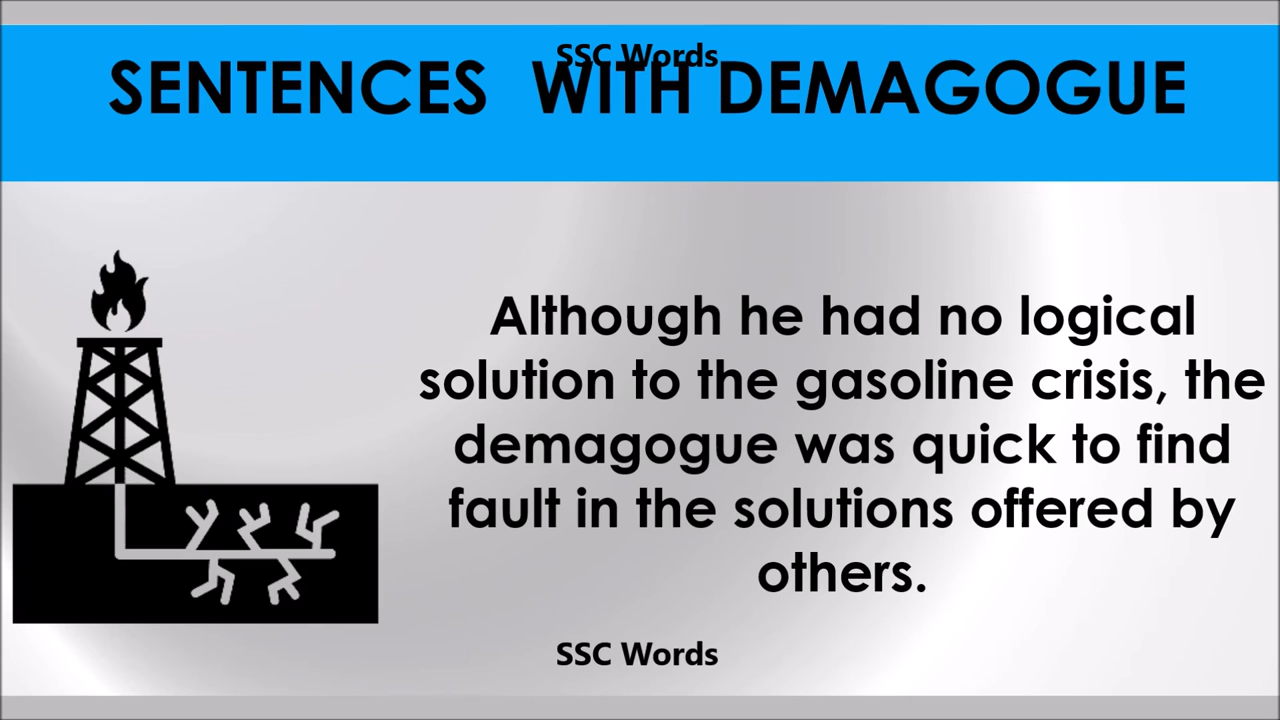 SSC Words
SENTENCES  WITH DEMAGOGUE
Although he had no logical
solution to the gasoline crisis, the
demagogue was quick to find
fault in the solutions offered by
others.
SSC Words